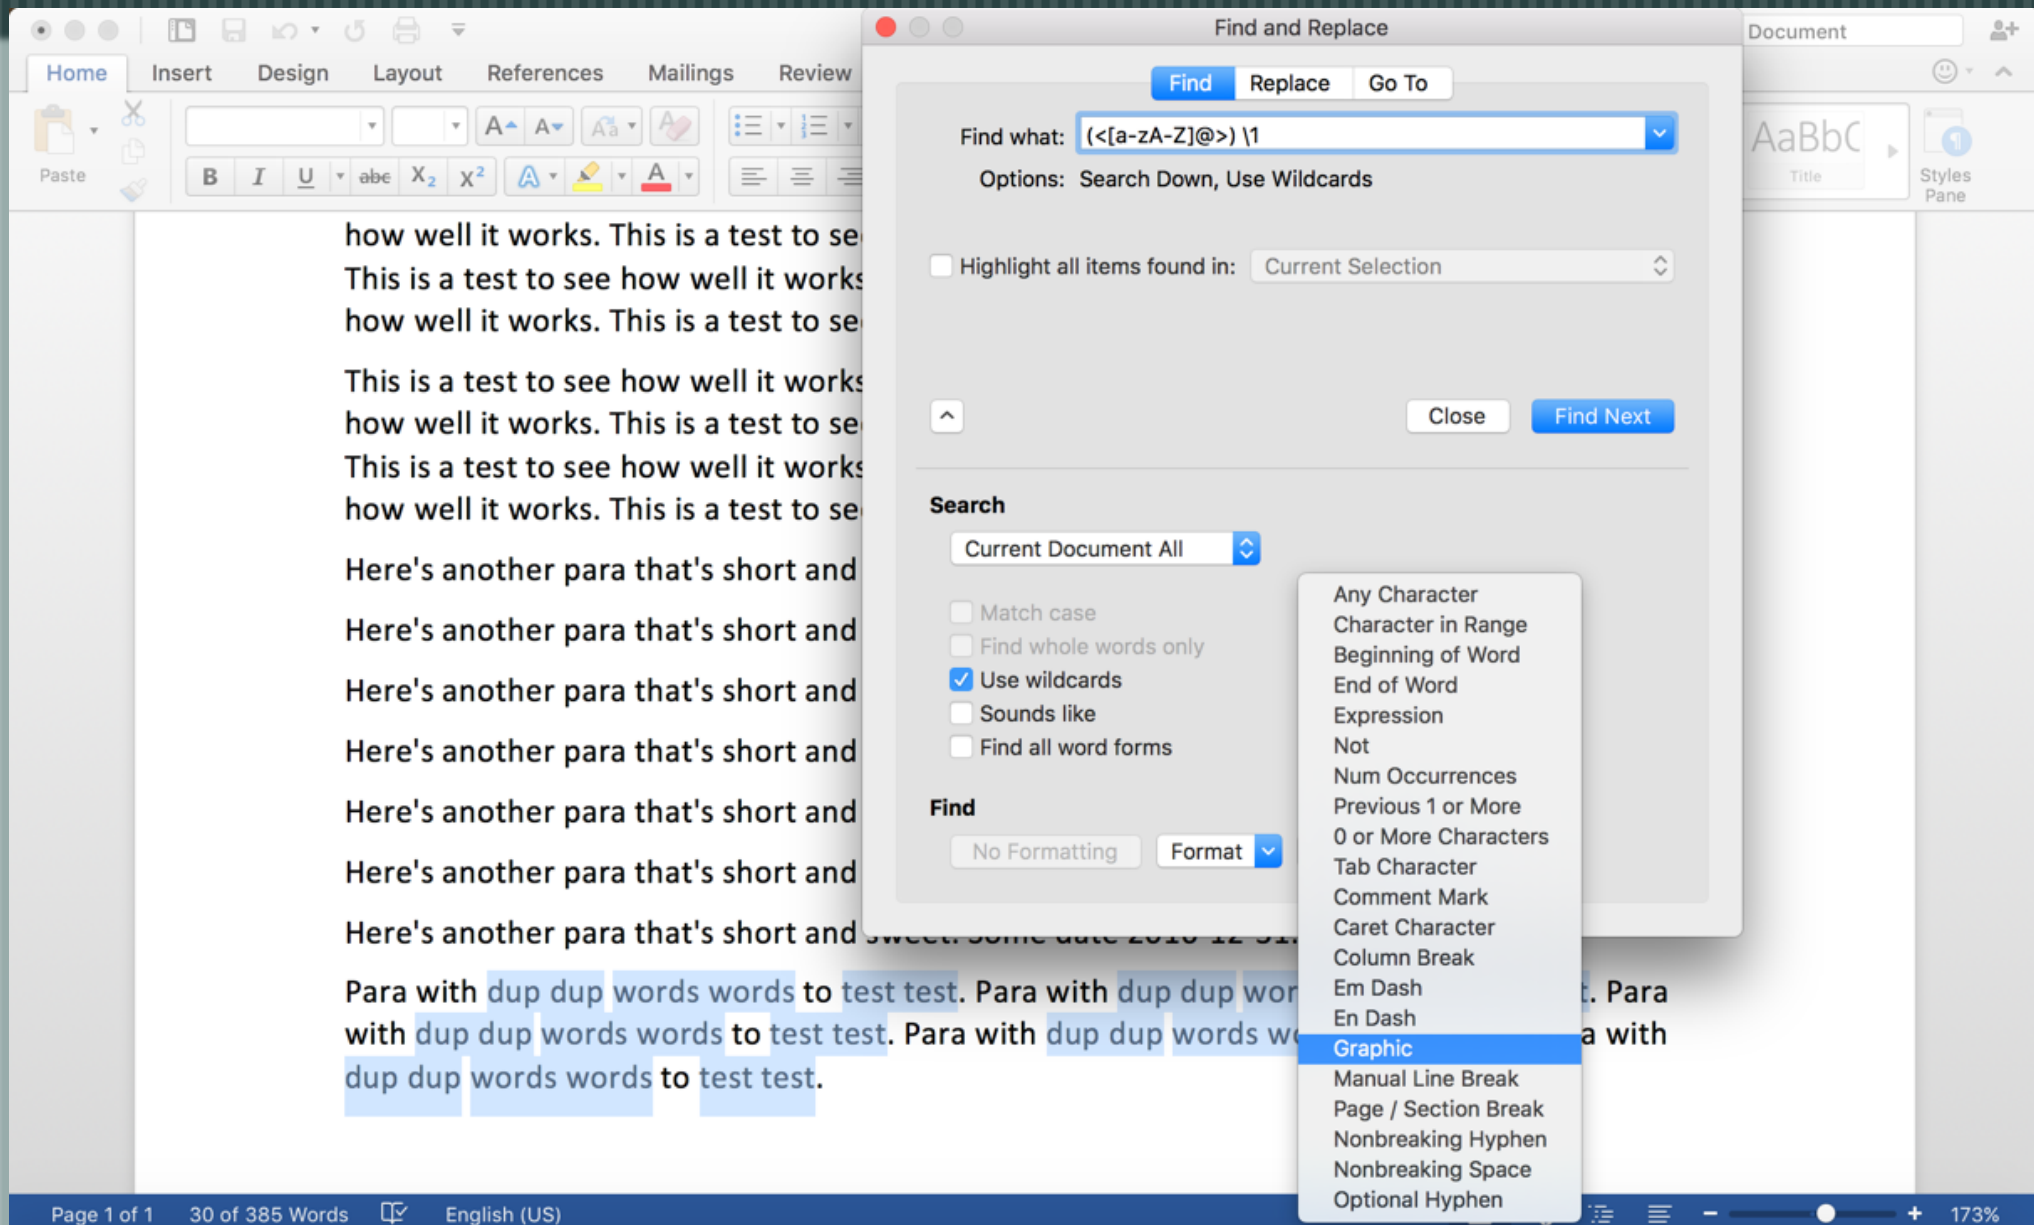 Find and Replace
Document
Home Insert Design Layout References Mailings Review
Find Replace Go To
Paste
A A Aa A
B I U abc X2 X2 A A
AaBbC
Title
Styles
Pane
Find what: (<[a-zA-Z]@>) \1
Options: Search Down, Use Wildcards
Highlight all items found in: Current Selection
Close Find Next
Search
Current Document All
Match case
Find whole words only
Use wildcards
Sounds like
Find all word forms
Find
No Formatting Format
Any Character
Character in Range
Beginning of Word
End of Word
Expression
Not
Num Occurrences
Previous 1 or More
0 or More Characters
Tab Character
Comment Mark
Caret Character
Column Break
Em Dash
En Dash
Graphic
Manual Line Break
Page / Section Break
Nonbreaking Hyphen
Nonbreaking Space
Optional Hyphen
how well it works. This is a test to se
This is a test to see how well it works
how well it works. This is a test to se
This is a test to see how well it works
how well it works. This is a test to se
This is a test to see how well it works
how well it works. This is a test to se
Here's another para that's short and
Here's another para that's short and
Here's another para that's short and
Here's another para that's short and
Here's another para that's short and
Here's another para that's short and
Here's another para that's short and
Para with dup dup words words to test test. Para with dup dup wor t. Para
with dup dup words words to test test. Para with dup dup words wo a with
dup dup words words to test test.
Page 1 of 1 30 of 385 Words English (US) 173%